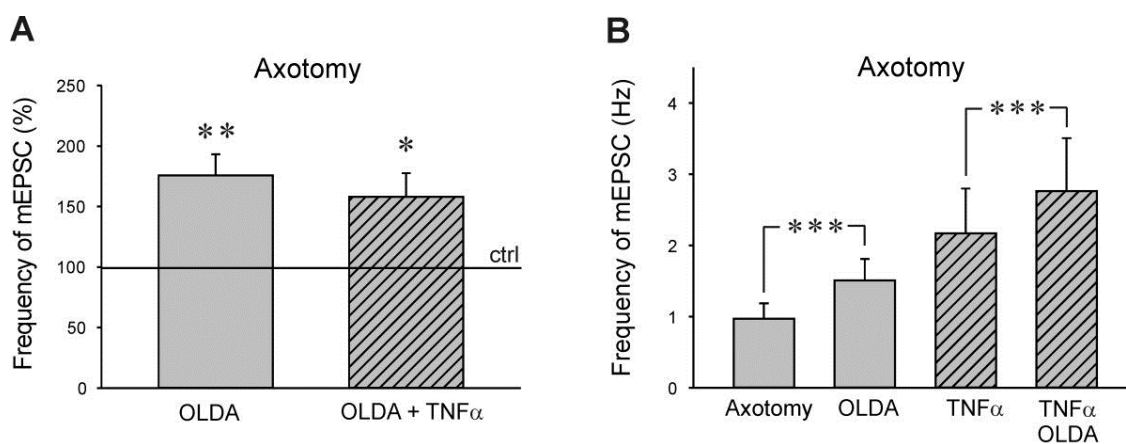 A
Axotomy
Frequency of mEPSC (%)
250
200
150
100
50
0
**
*
ctrl
OLDA
OLDA + TNFα
B
Axotomy
Frequency of mEPSC (Hz)
4
3
2
1
0
***
***
Axotomy
OLDA
TNFα
TNFα
OLDA